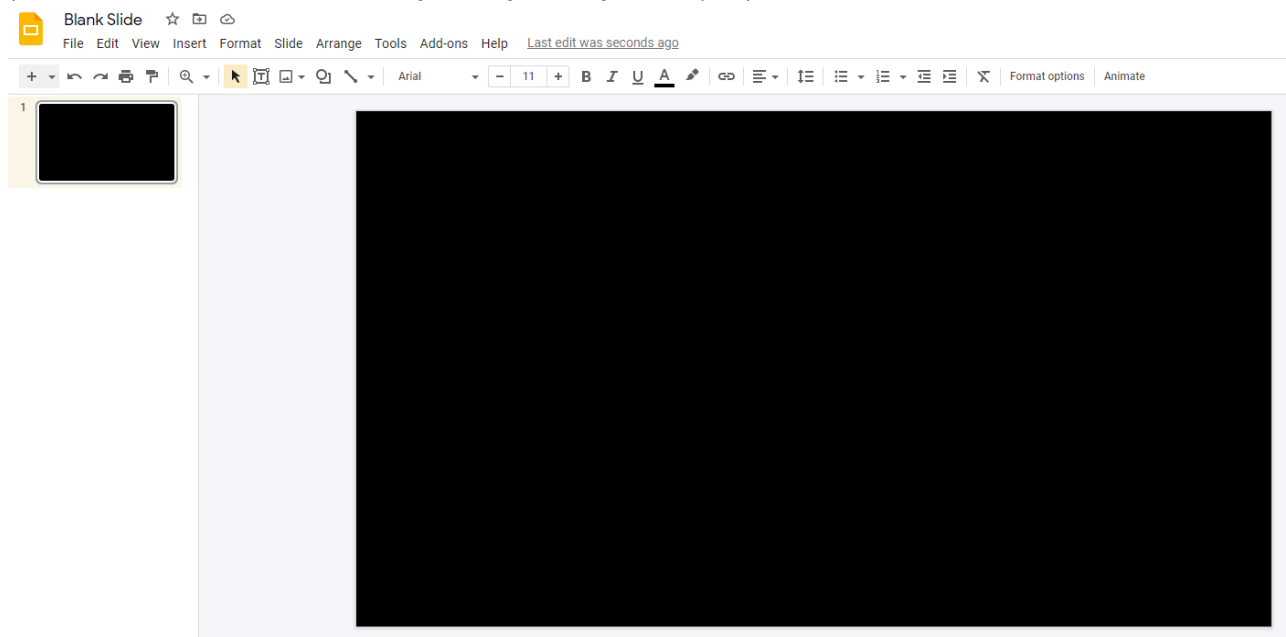 Blank Slide
File Edit View Insert Format Slide Arrange Tools Add-ons Help Last edit was seconds ago
Arial 11 B I U A Format options Animate
1